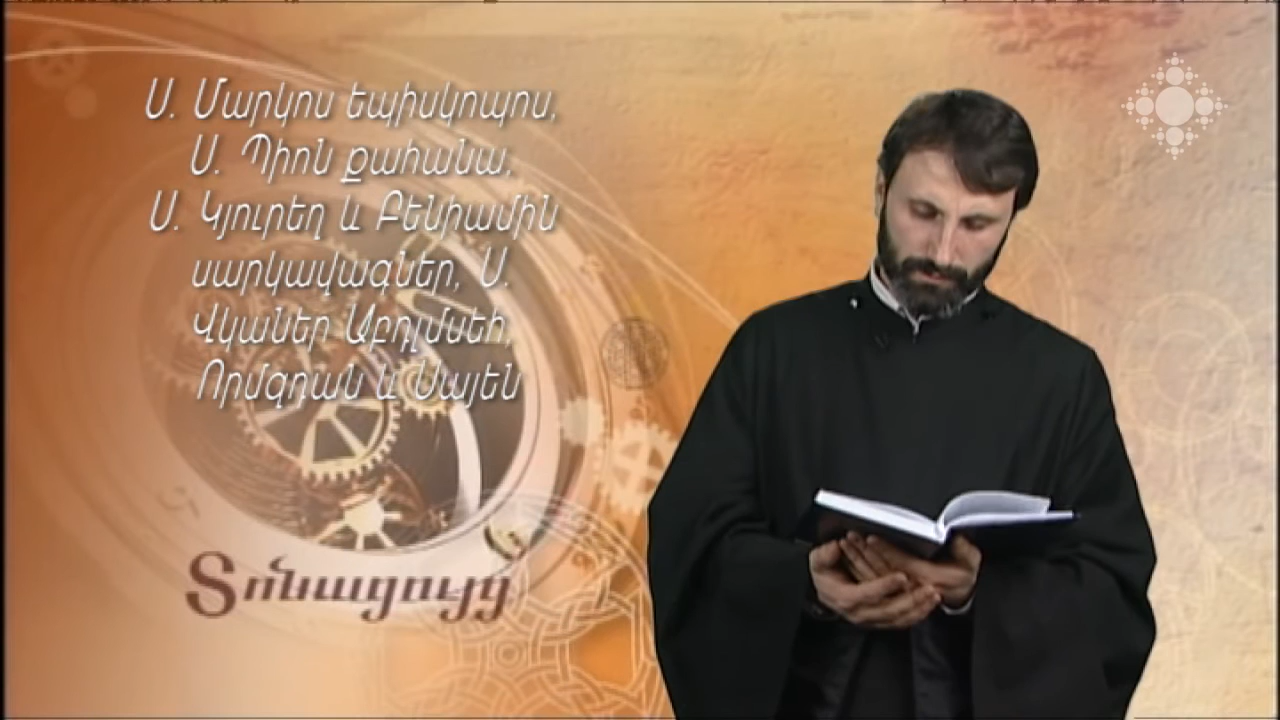 Ս. Մարկոս եպիսկոպոս,
Ս. Պիոն քահանա,
Ս. Կյուրեղ և Բենիամին
սարկավագներ, Ս.
Վկաներ Աբդլմսեհ,
Որմզդան և Սայեն
Տոնացույց